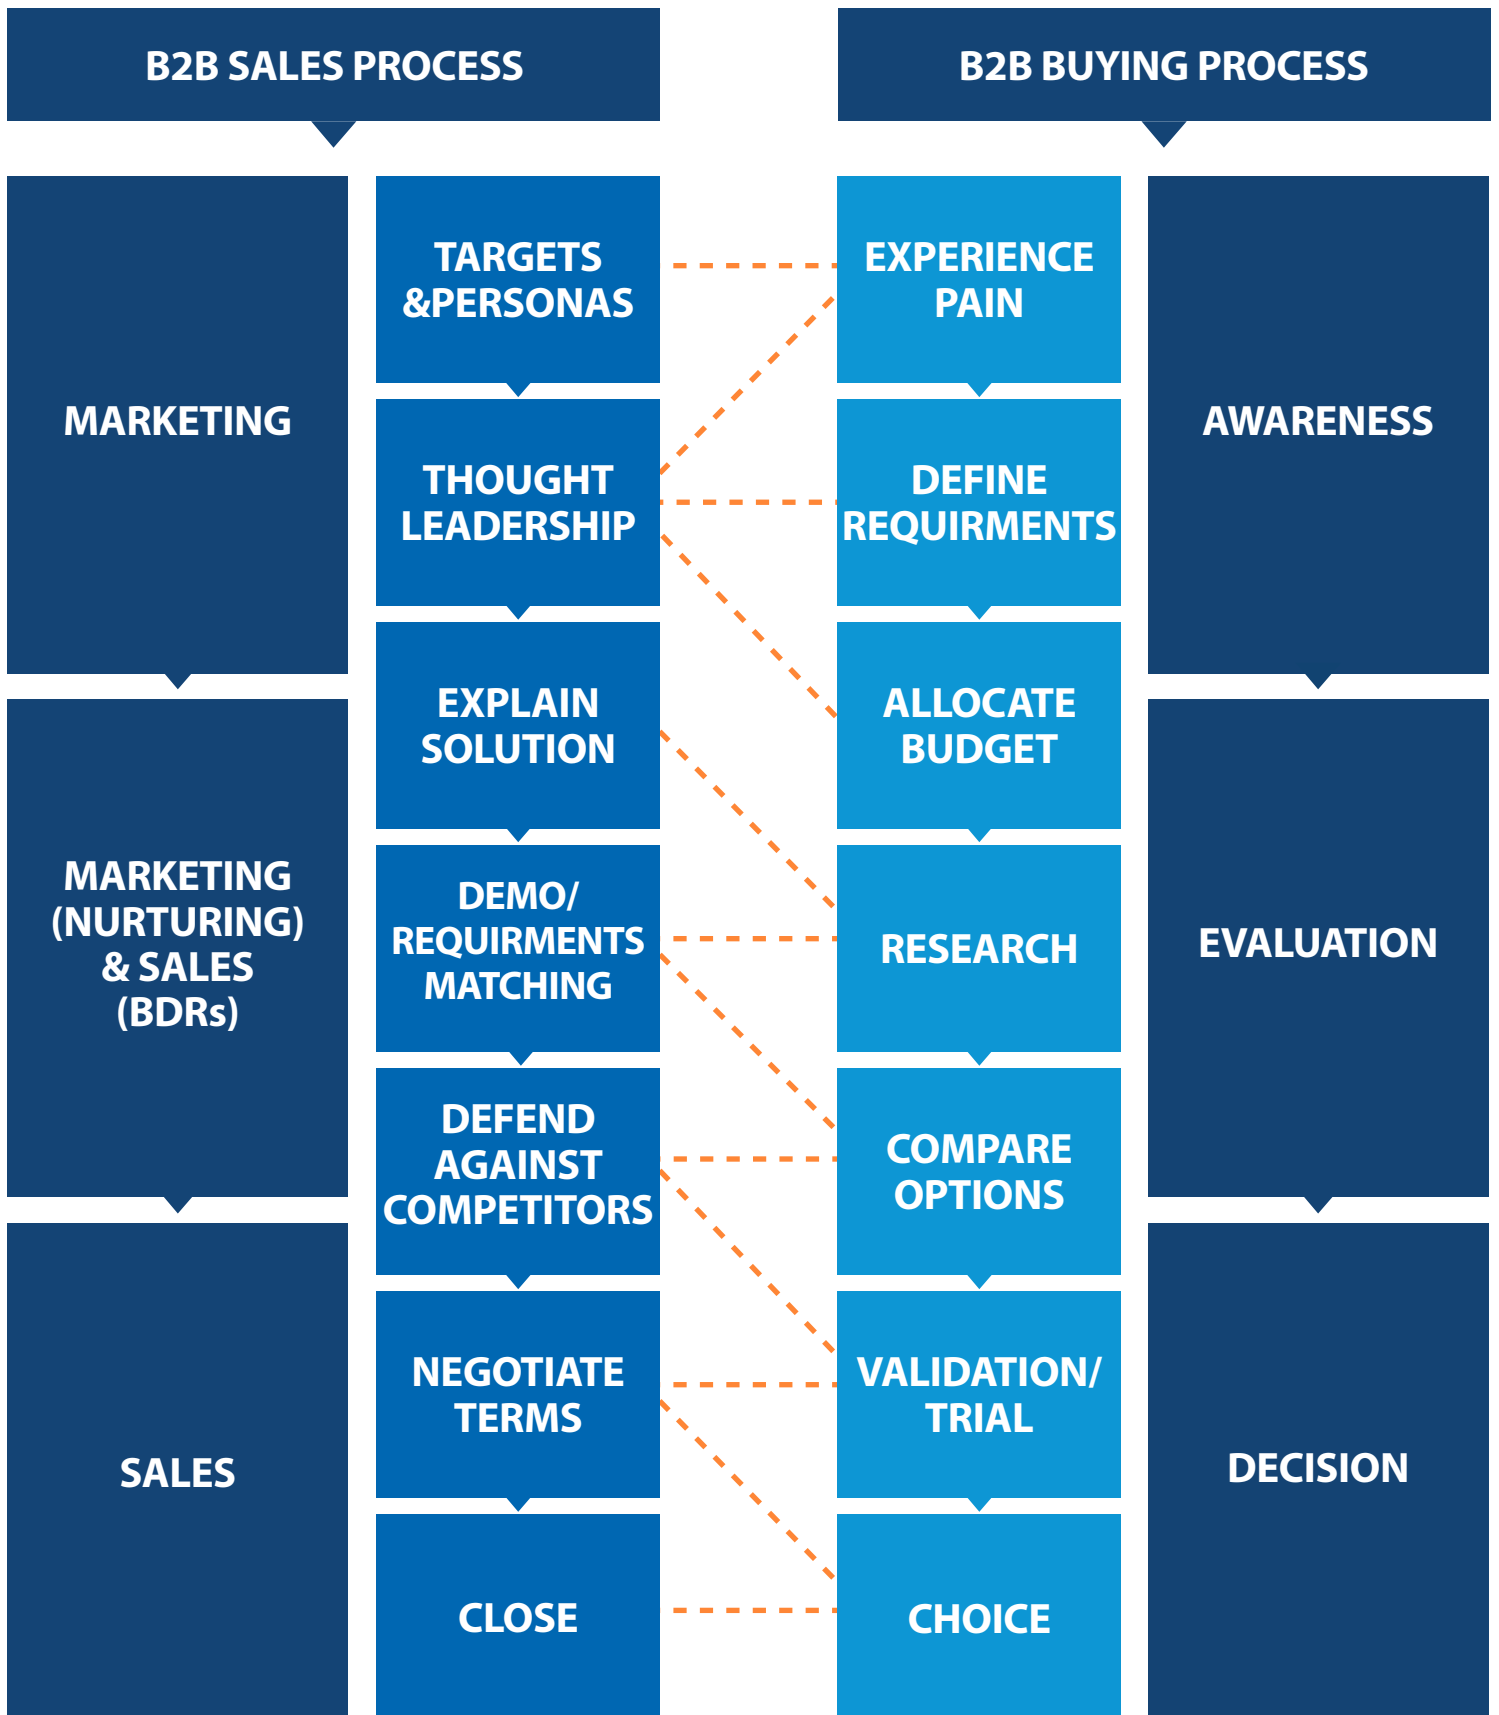 B2B SALES PROCESS
B2B BUYING PROCESS
MARKETING
MARKETING
(NURTURING)
& SALES
(BDRs)
SALES
TARGETS
&PERSONAS
THOUGHT
LEADERSHIP
EXPLAIN
SOLUTION
DEMO/
REQUIRMENTS
MATCHING
DEFEND
AGAINST
COMPETITORS
NEGOTIATE
TERMS
CLOSE
EXPERIENCE
PAIN
DEFINE
REQUIRMENTS
ALLOCATE
BUDGET
RESEARCH
COMPARE
OPTIONS
VALIDATION/
TRIAL
CHOICE
AWARENESS
EVALUATION
DECISION